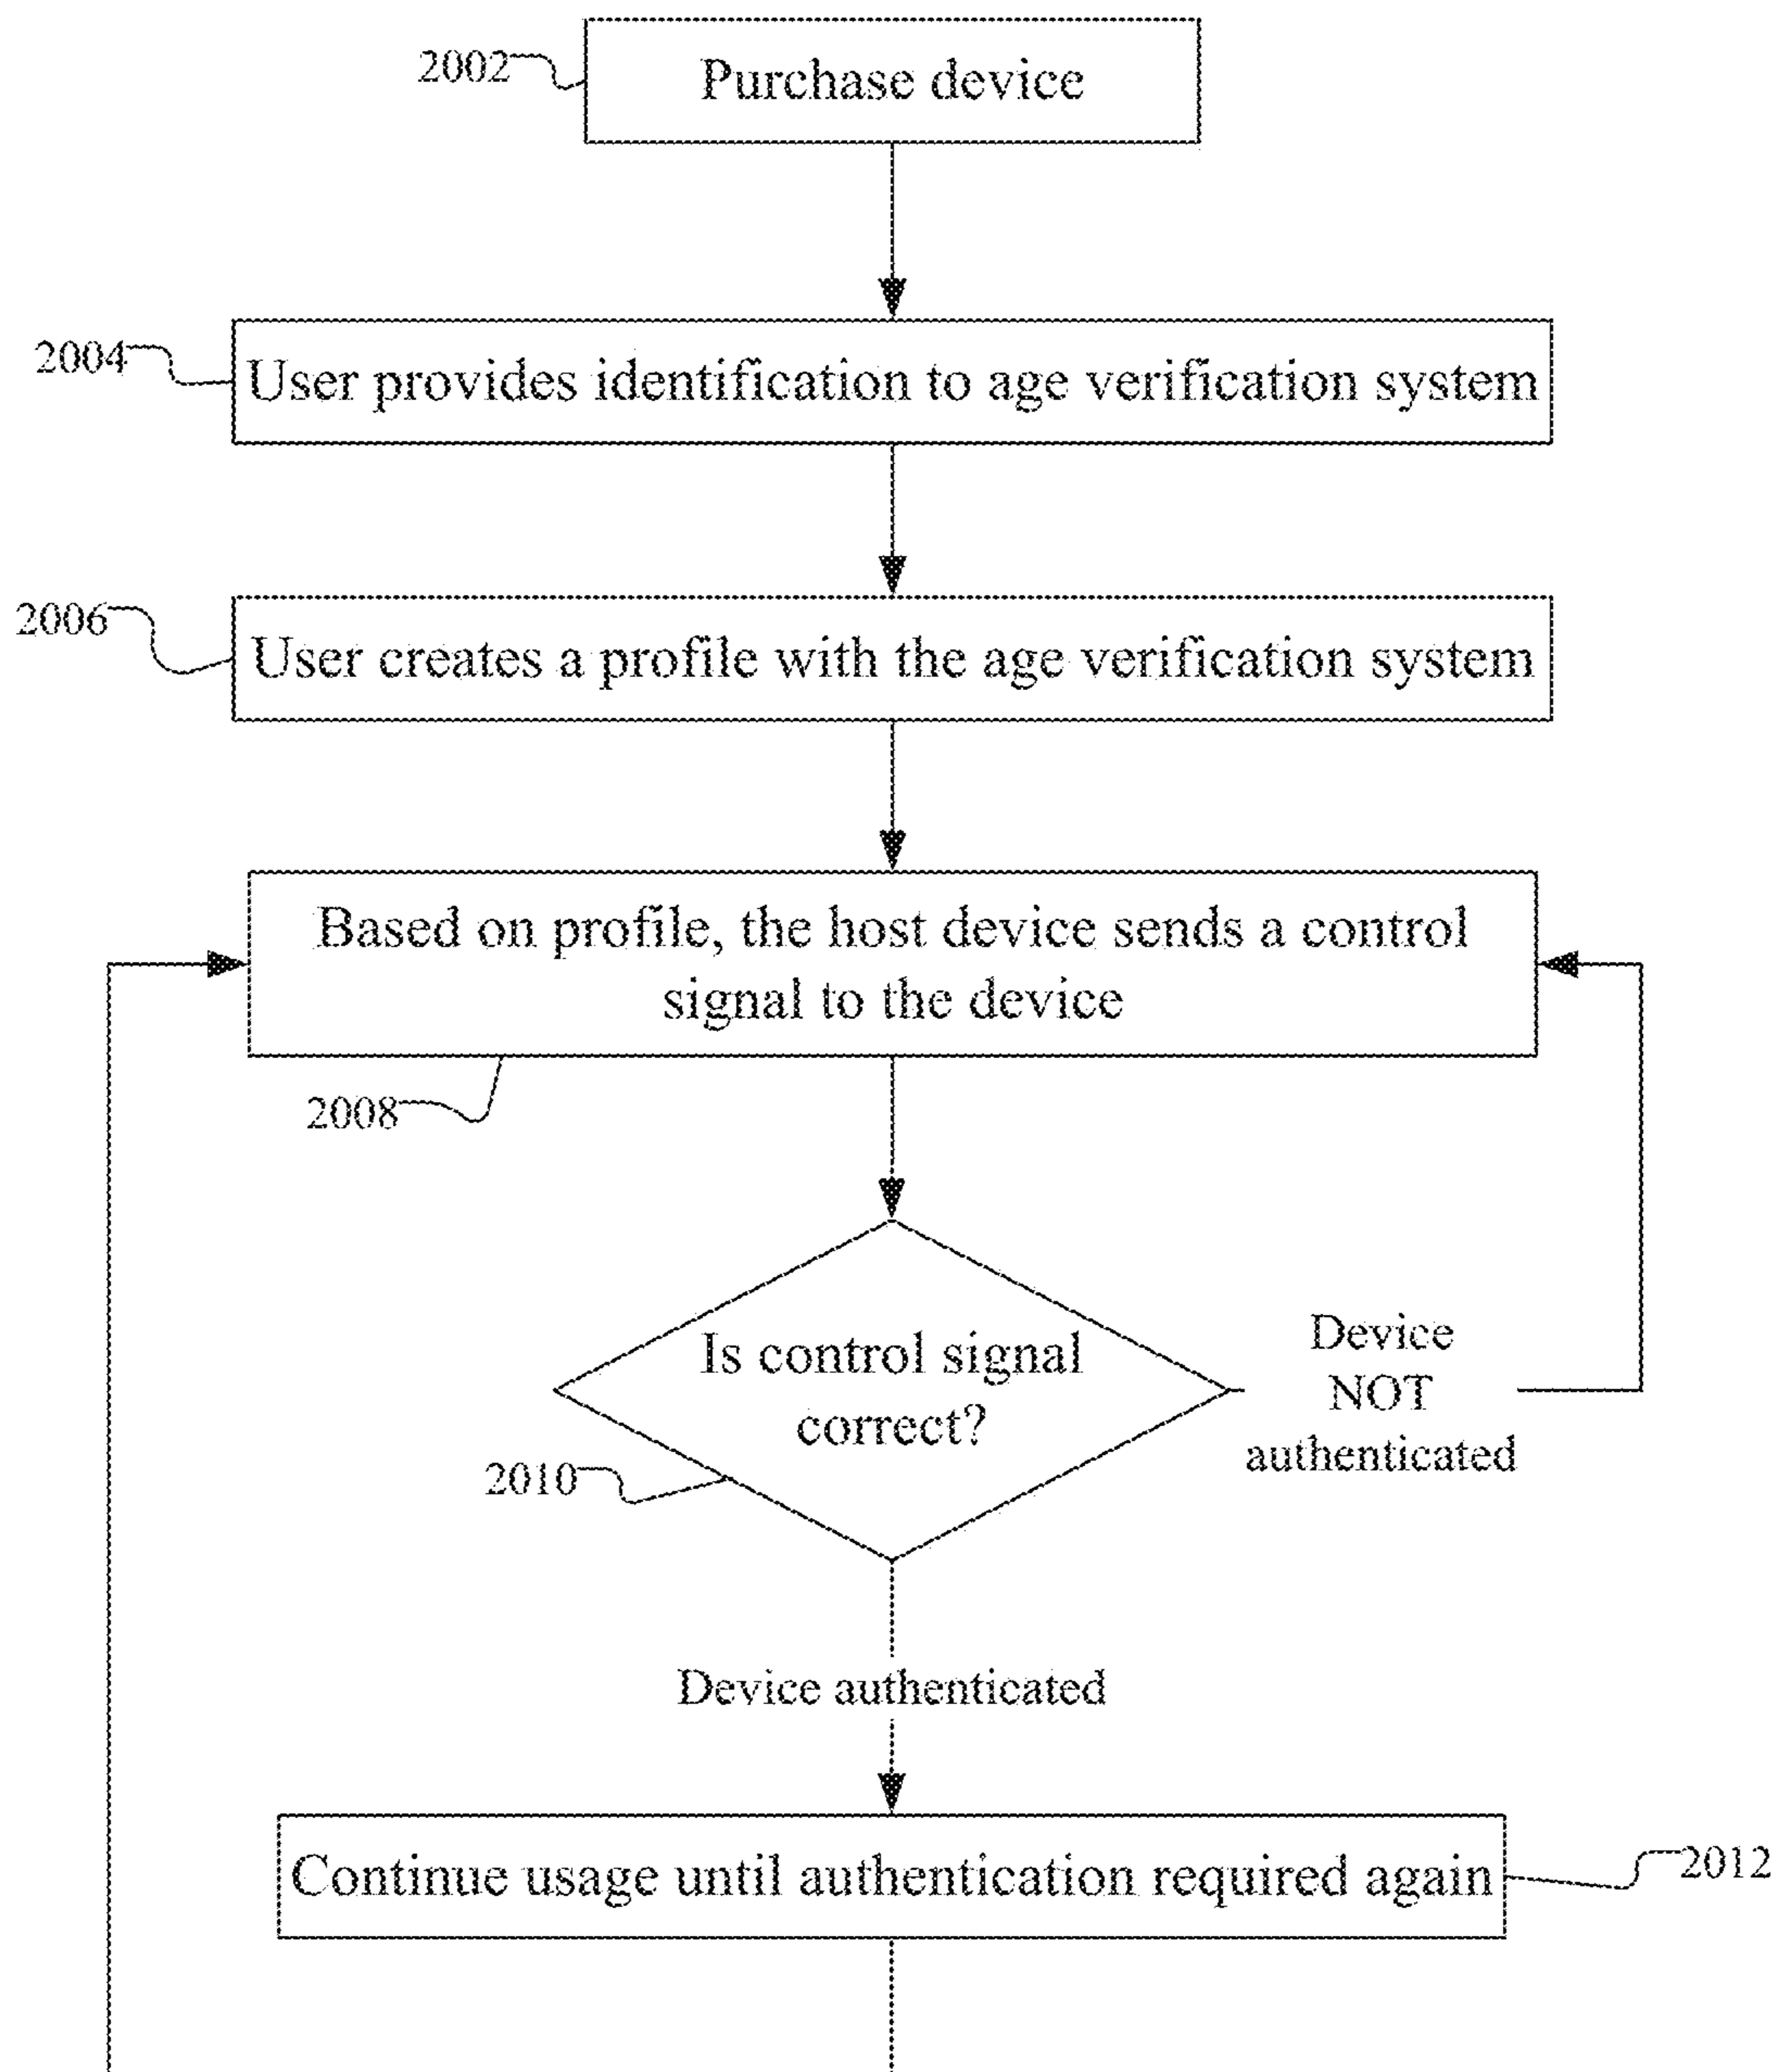 2002
Purchase device
2004
User provides identification to age verification system
2006
User creates a profile with the age verification system
Based on profile, the host device sends a control
signal to the device
2008
Is control signal
correct?
2010
Device
NOT
authenticated
Device authenticated
Continue usage until authentication required again
2012